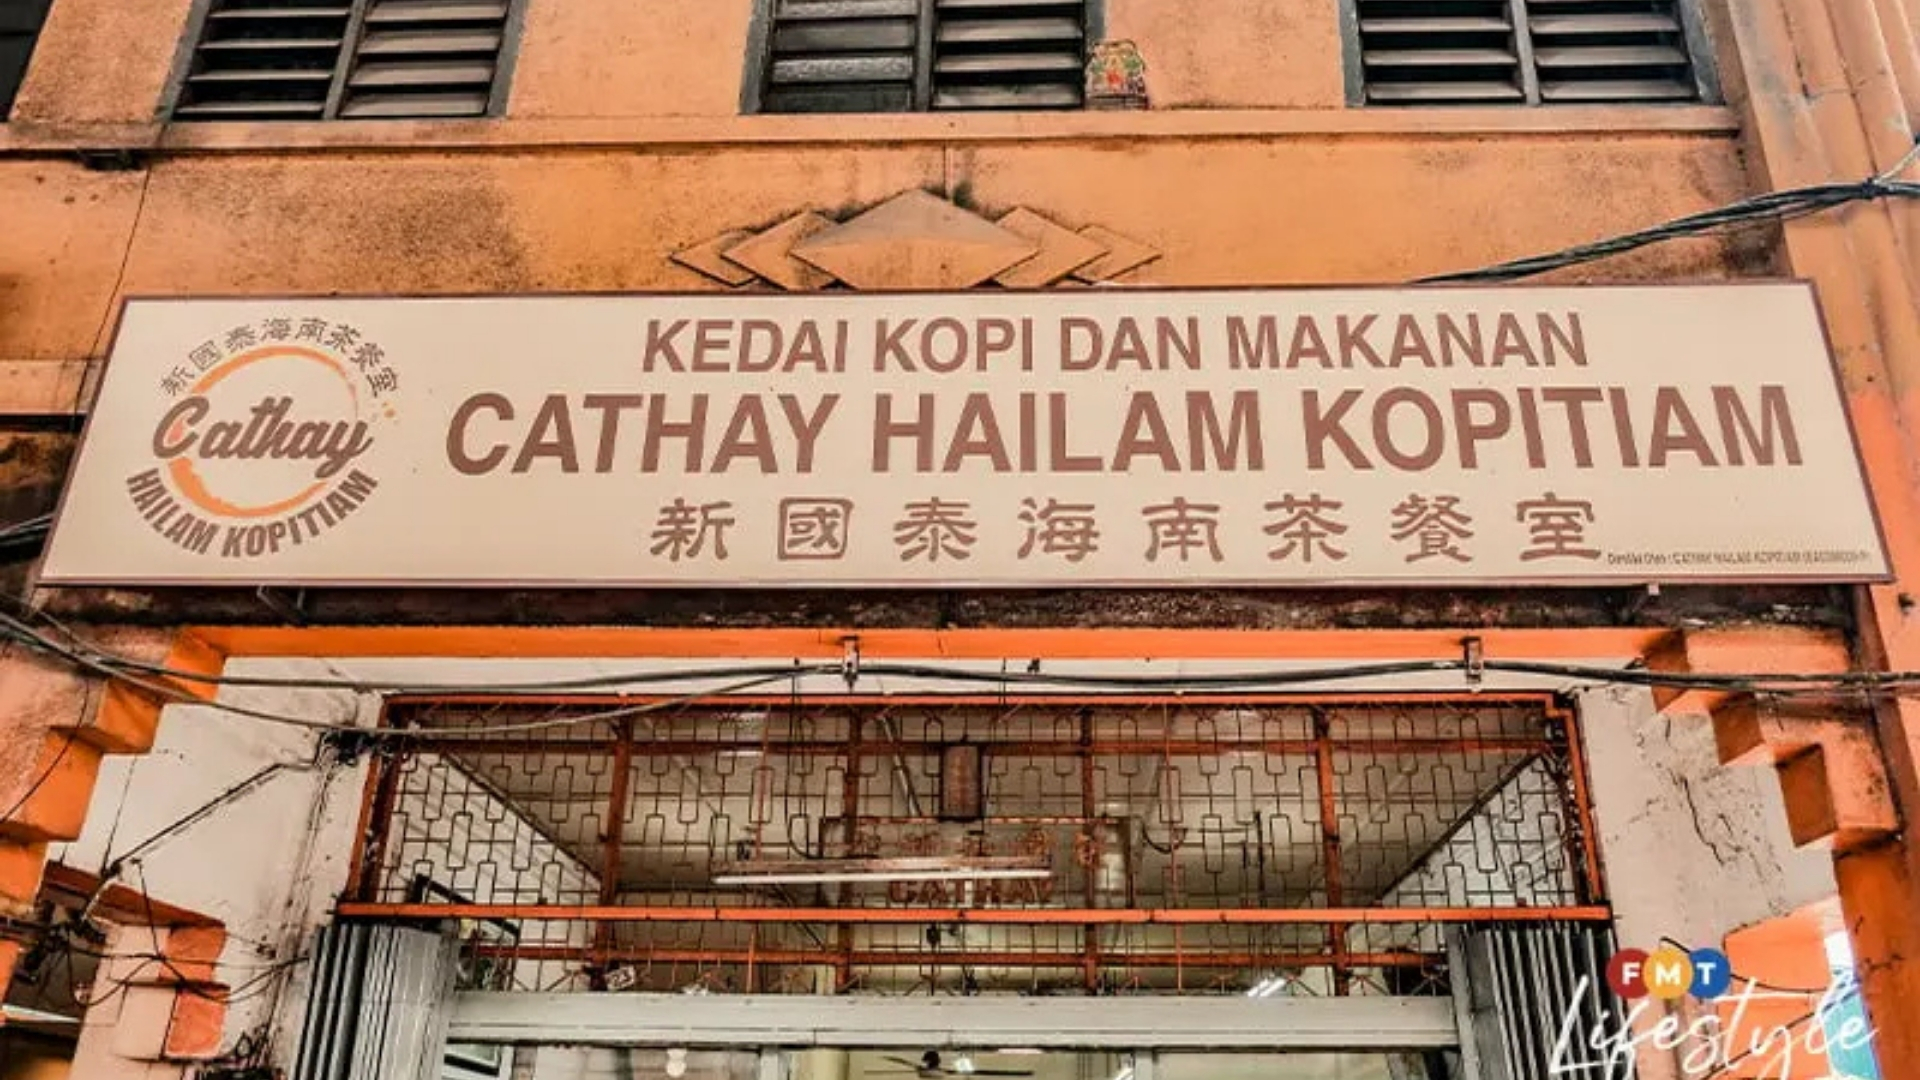 新國泰海南茶餐室
Cathay
HAILAM KOPITIAM
KEDAI KOPI DAN MAKANAN
CATHAY HAILAM KOPITIAM
新國泰海南茶餐室
CATHAY
FMT
Lifestyle